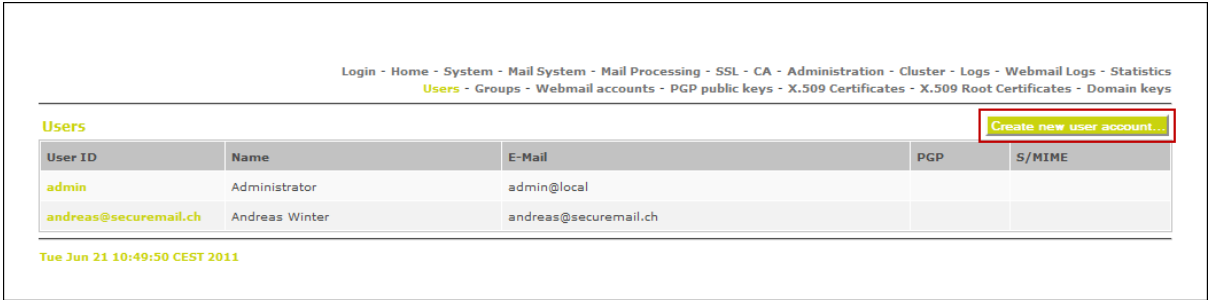 Login - Home - System - Mail System - Mail Processing - SSL - CA - Administration - Cluster - Logs - Webmail Logs - Statistics
Users - Groups - Webmail accounts - PGP public keys - X.509 Certificates - X.509 Root Certificates - Domain keys
Users Create new user account...
User ID Name E-Mail PGP S/MIME
admin Administrator admin@local
andreas@securemail.ch Andreas Winter andreas@securemail.ch
Tue Jun 21 10:49:50 CEST 2011